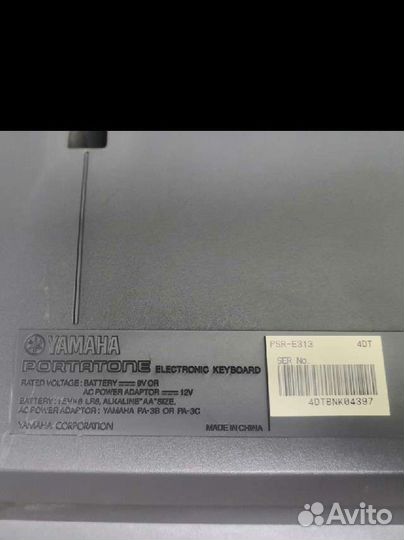 YAMAHA
PORTATONE ELECTRONIC KEYBOARD
RATED VOLTAGE: BATTERY 9V OR
AC POWER ADAPTOR 12V
BATTERY: 1.5V×6 LR6, ALKALINE"AA"SIZE,
AC POWER ADAPTOR: YAMAHA PA-3B OR PA-3C
YAMAHA CORPORATION MADE IN CHINA
PSR-E313 4DT
SER No.
4DTBNK04397
Avito